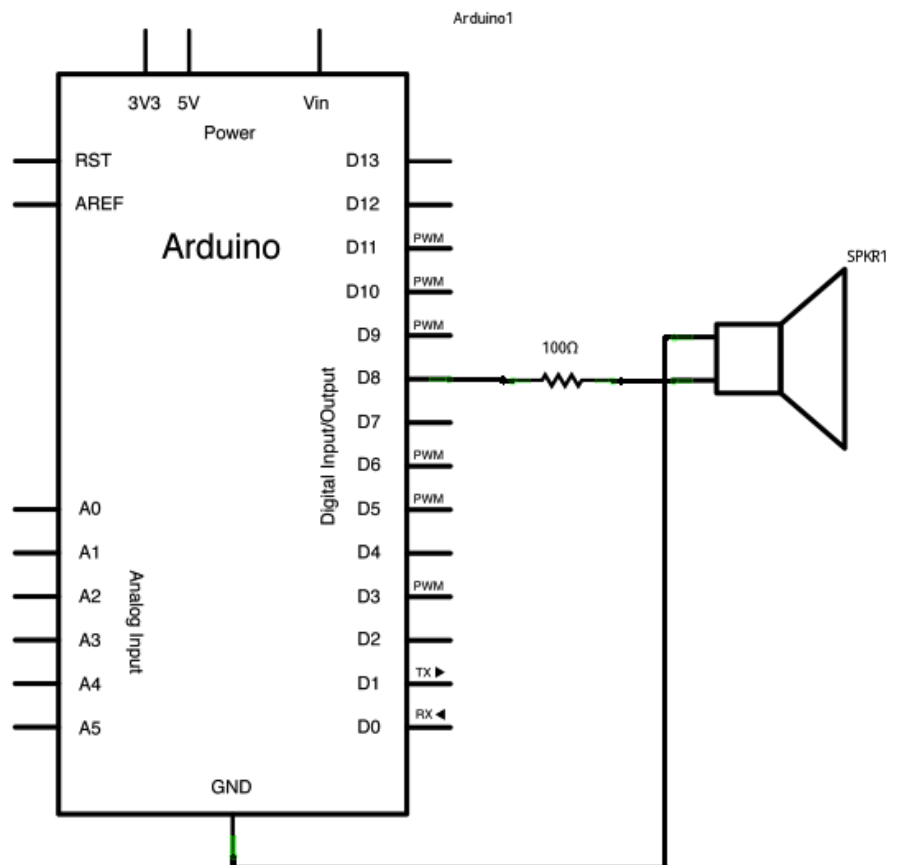 Arduino1
3V3 5V Vin
Power
RST D13
AREF D12
Arduino
PWM
D11
PWM
D10
SPKR1
PWM
D9
100Ω
D8
Digital Input/Output
D7
PWM
D6
PWM
A0 D5
A1 D4
Analog Input
PWM
A2 D3
A3 D2
TX
A4 D1
RX
A5 D0
GND